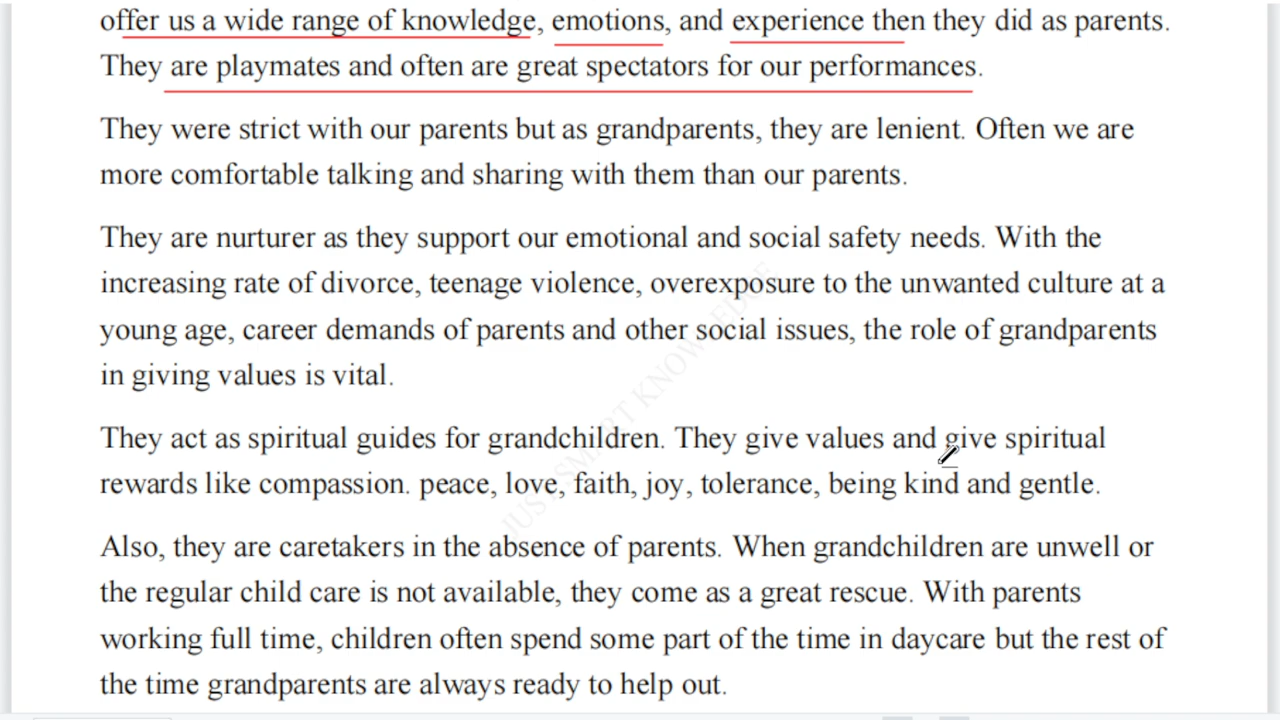 offer us a wide range of knowledge, emotions, and experience then they did as parents.
They are playmates and often are great spectators for our performances.
They were strict with our parents but as grandparents, they are lenient. Often we are
more comfortable talking and sharing with them than our parents.
They are nurturer as they support our emotional and social safety needs. With the
increasing rate of divorce, teenage violence, overexposure to the unwanted culture at a
young age, career demands of parents and other social issues, the role of grandparents
in giving values is vital.
They act as spiritual guides for grandchildren. They give values and give spiritual
rewards like compassion. peace, love, faith, joy, tolerance, being kind and gentle.
Also, they are caretakers in the absence of parents. When grandchildren are unwell or
the regular child care is not available, they come as a great rescue. With parents
working full time, children often spend some part of the time in daycare but the rest of
the time grandparents are always ready to help out.
JUST SMART KNOWLEDGE